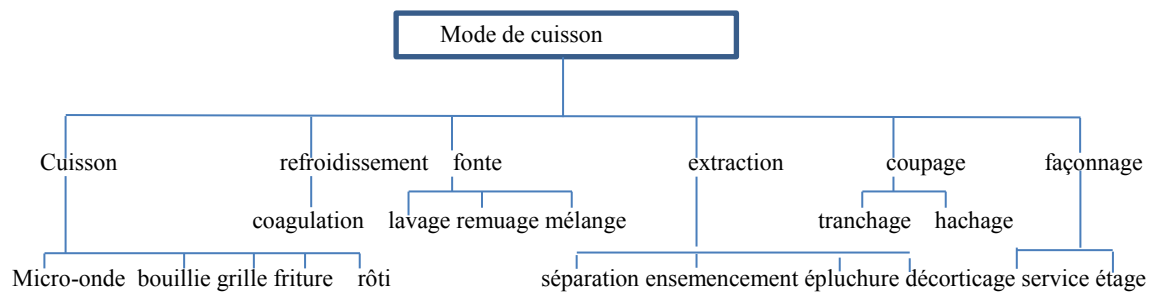 Mode de cuisson
Cuisson refroidissement fonte extraction coupage façonnage
coagulation lavage remuage mélange tranchage hachage
Micro-onde bouillie grille friture rôti séparation ensemencement épluchure décorticage service étage